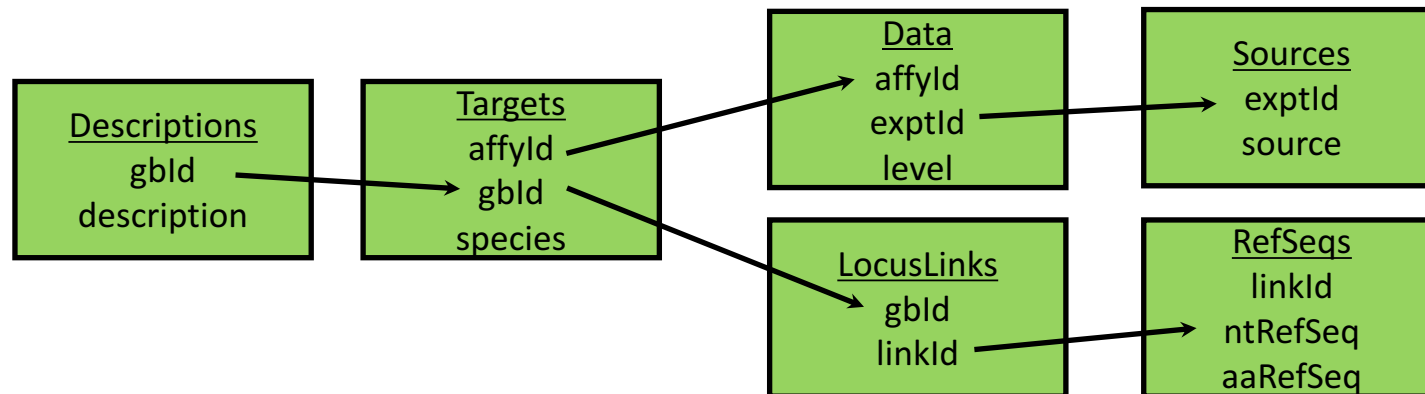 Descriptions
gbId
description
Targets
affyId
gbId
species
Data
affyId
exptId
level
Sources
exptId
source
LocusLinks
gbId
linkId
RefSeqs
linkId
ntRefSeq
aaRefSeq